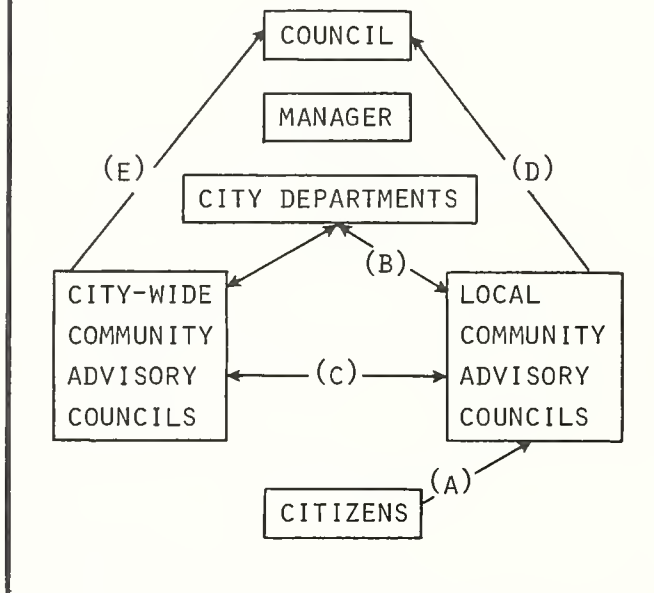 COUNCIL
MANAGER
(E)
(D)
CITY DEPARTMENTS
(B)
CITY-WIDE
COMMUNITY
ADVISORY
COUNCILS
LOCAL
COMMUNITY
ADVISORY
COUNCILS
(C)
(A)
CITIZENS